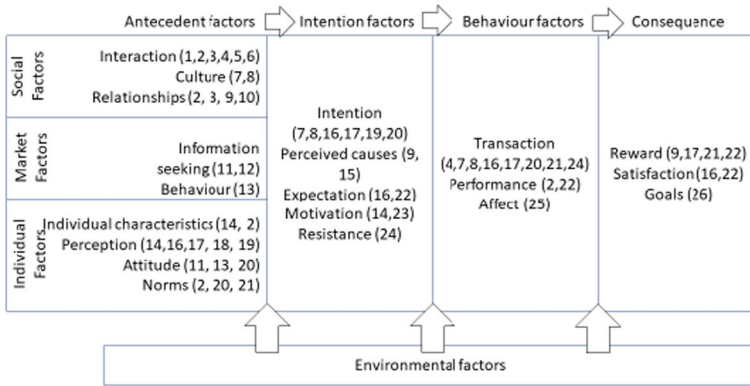 Antecedent factors
Intention factors
Behaviour factors
Consequence
Social
Factors
Interaction (1,2,3,4,5,6)
Culture (7,8)
Relationships (2, 3, 9,10)
Market
Factors
Information
seeking (11,12)
Behaviour (13)
Individual
Factors
Individual characteristics (14, 2)
Perception (14,16,17, 18, 19)
Attitude (11, 13, 20)
Norms (2, 20, 21)
Intention
(7,8,16,17,19,20)
Perceived causes (9,
15)
Expectation (16,22)
Motivation (14,23)
Resistance (24)
Transaction
(4,7,8,16,17,20,21,24)
Performance (2,22)
Affect (25)
Reward (9,17,21,22)
Satisfaction (16,22)
Goals (26)
Environmental factors